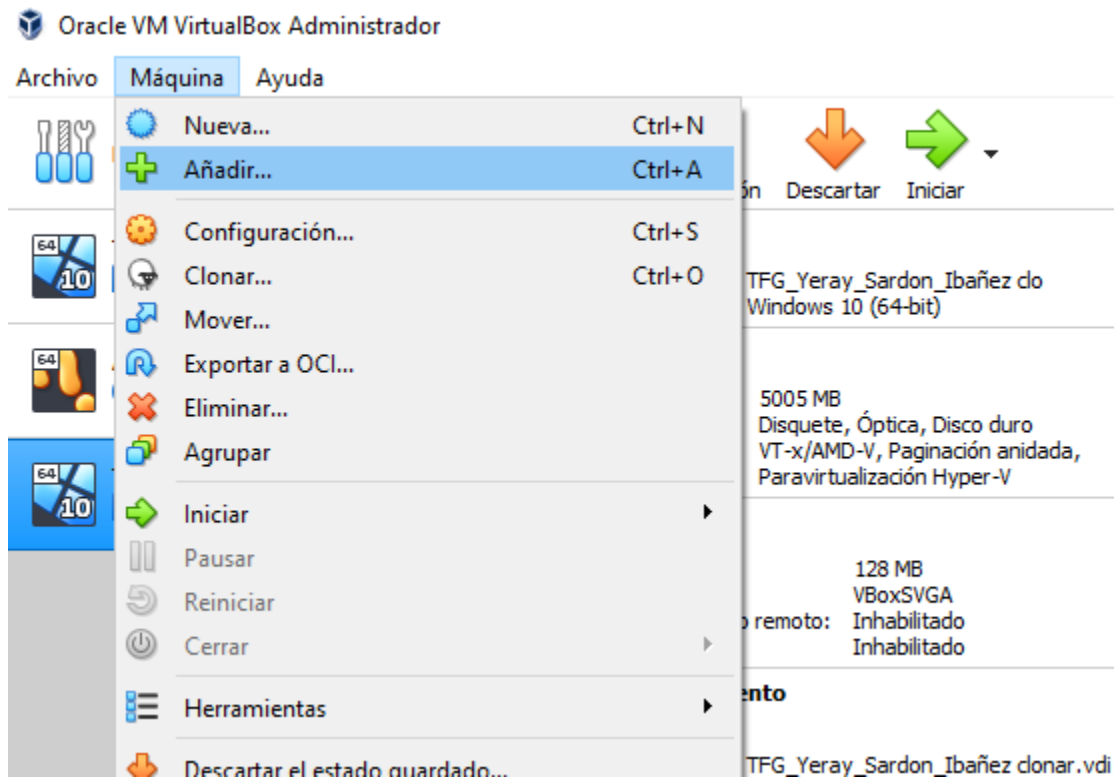 Oracle VM VirtualBox Administrador
Archivo Máquina Ayuda
Nueva... Ctrl+N
Añadir... Ctrl+A
Configuración... Ctrl+S
Clonar... Ctrl+O
Mover...
Exportar a OCI...
Eliminar...
Agrupar
Iniciar
Pausar
Reiniciar
Cerrar
Herramientas
Descartar el estado guardado...
ón Descartar Iniciar
64
10
64
64
10
TFG_Yeray_Sardon_Ibañez clo
Windows 10 (64-bit)
5005 MB
Disquete, Óptica, Disco duro
VT-x/AMD-V, Paginación anidada,
Paravirtualización Hyper-V
128 MB
VBoxSVGA
remoto: Inhabilitado
Inhabilitado
ento
TFG_Yeray_Sardon_Ibañez clonar.vdi